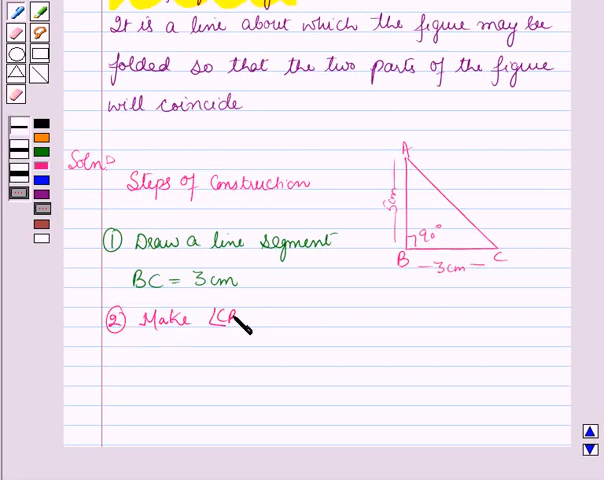 It is a line about which the figure may be
folded so that the two parts of the figure
will coincide
Soln:
Steps of Construction
① Draw a line segment
BC = 3cm
② Make ∠CB
A
5cm
90°
B
3cm
C